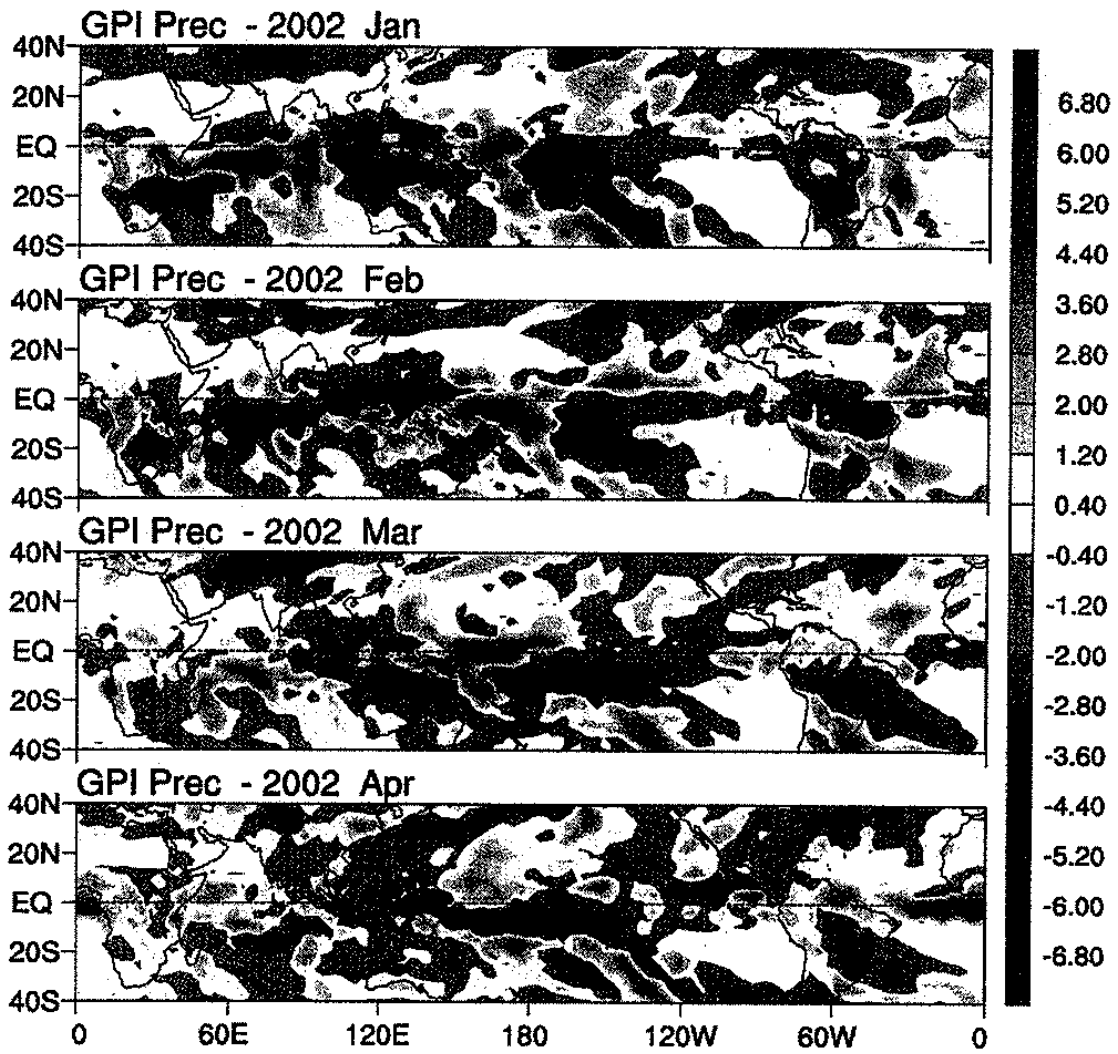 GPI Prec - 2002 Jan
40N
20N
EQ
20S
40S
GPI Prec - 2002 Feb
40N
20N
EQ
20S
40S
GPI Prec - 2002 Mar
40N
20N
EQ
20S
40S
GPI Prec - 2002 Apr
40N
20N
EQ
20S
40S
0 60E 120E 180 120W 60W 0
6.80
6.00
5.20
4.40
3.60
2.80
2.00
1.20
0.40
-0.40
-1.20
-2.00
-2.80
-3.60
-4.40
-5.20
-6.00
-6.80